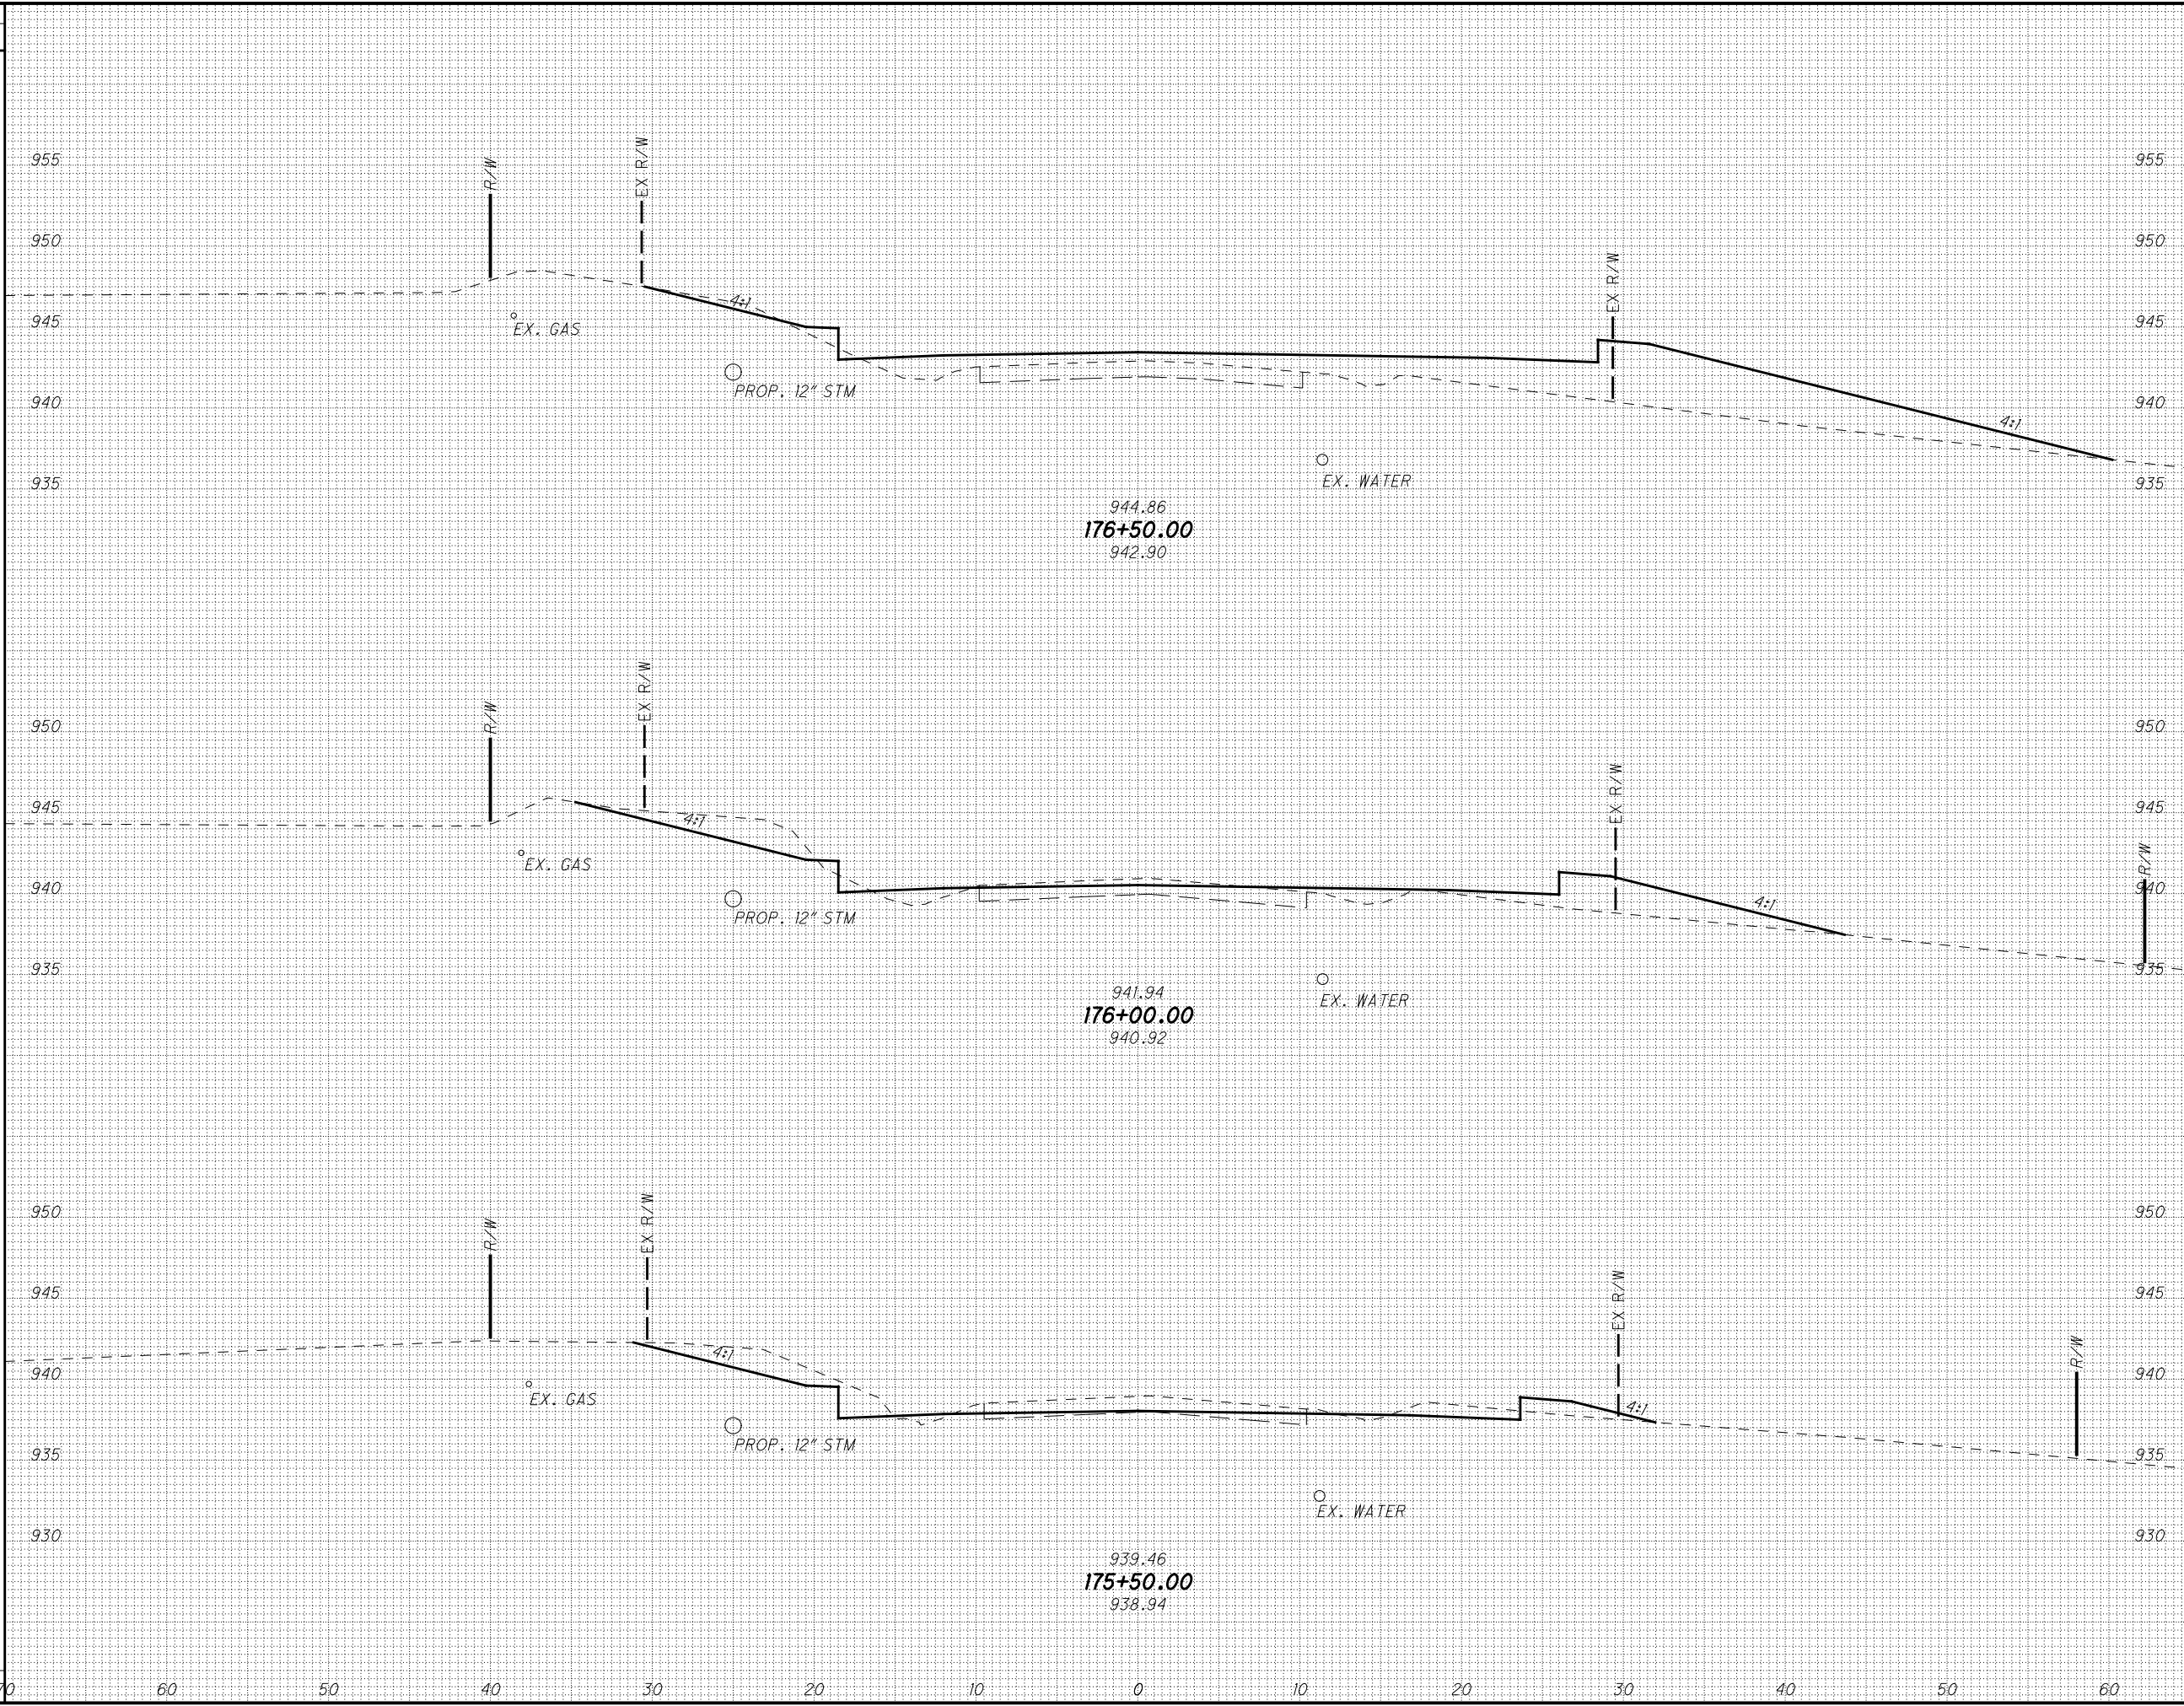 R/W
EX R/W
955
955
950
950
EX R/W
4:1
945
EX. GAS
945
PROP. 12" STM
940
940
4:1
935
EX. WATER
935
944.86
176+50.00
942.90
EX R/W
R/W
950
950
EX R/W
945
4:1
945
R/W
EX. GAS
940
940
4:1
PROP. 12" STM
935
935
941.94
EX. WATER
176+00.00
940.92
EX R/W
R/W
950
950
EX R/W
945
945
R/W
4:1
940
940
EX. GAS
4:1
PROP. 12" STM
935
935
EX. WATER
930
930
939.46
175+50.00
938.94
70 60 50 40 30 20 10 0 10 20 30 40 50 60